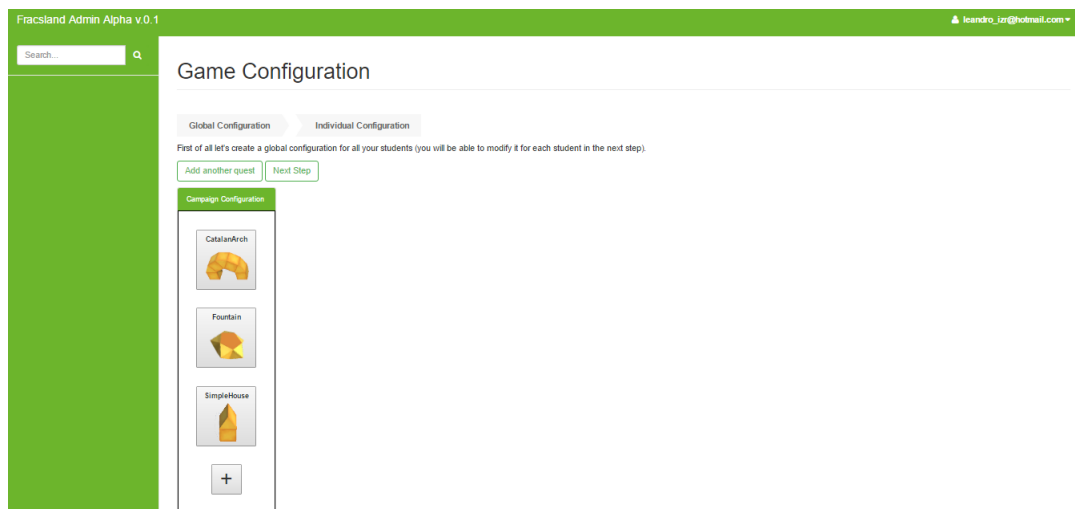 Fracsland Admin Alpha v.0.1
leandro_izr@hotmail.com
Search...
Game Configuration
Global Configuration
Individual Configuration
First of all let's create a global configuration for all your students (you will be able to modify it for each student in the next step).
Add another quest
Next Step
Campaign Configuration
CatalanArch
Fountain
SimpleHouse
+